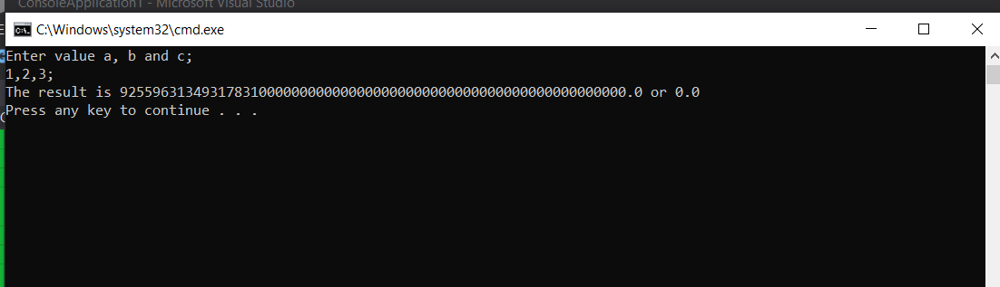 ConsoleApplication1 - Microsoft Visual Studio
C:\Windows\system32\cmd.exe
Enter value a, b and c;
1,2,3;
The result is 92559631349317831000000000000000000000000000000000000000000000.0 or 0.0
Press any key to continue . . .